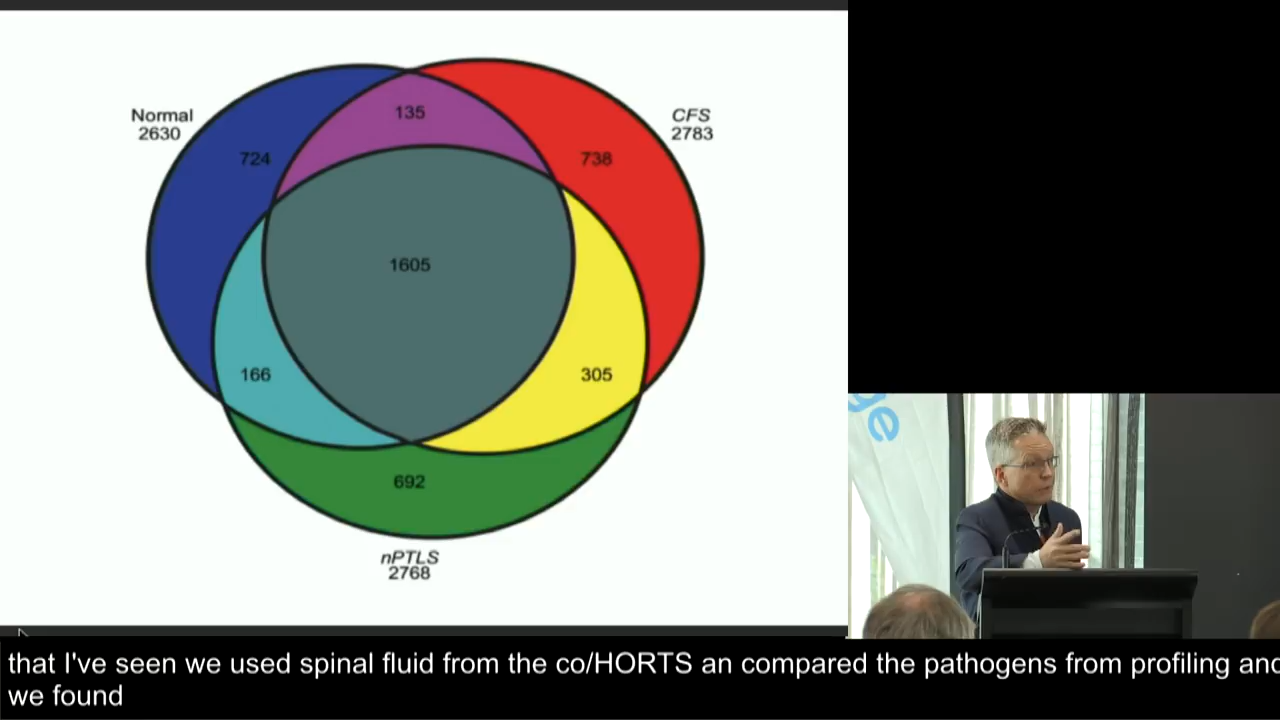 135
Normal
2630
CFS
2783
724
738
1605
166
305
692
nPTLS
2768
ge
that I've seen we used spinal fluid from the co/HORTS an compared the pathogens from profiling and
we found